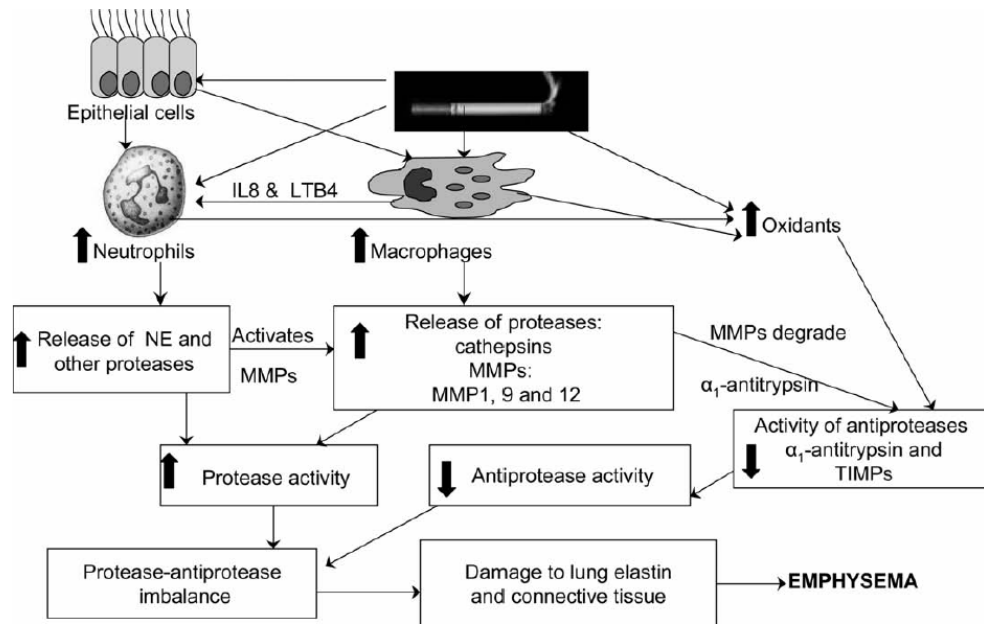 Epithelial cells
IL8 & LTB4
Oxidants
Neutrophils
Macrophages
Release of NE and
other proteases
Activates
MMPs
Release of proteases:
cathepsins
MMPs:
MMP1, 9 and 12
MMPs degrade
α₁-antitrypsin
Activity of antiproteases
α₁-antitrypsin and
TIMPs
Protease activity
Antiprotease activity
Protease-antiprotease
imbalance
Damage to lung elastin
and connective tissue
EMPHYSEMA